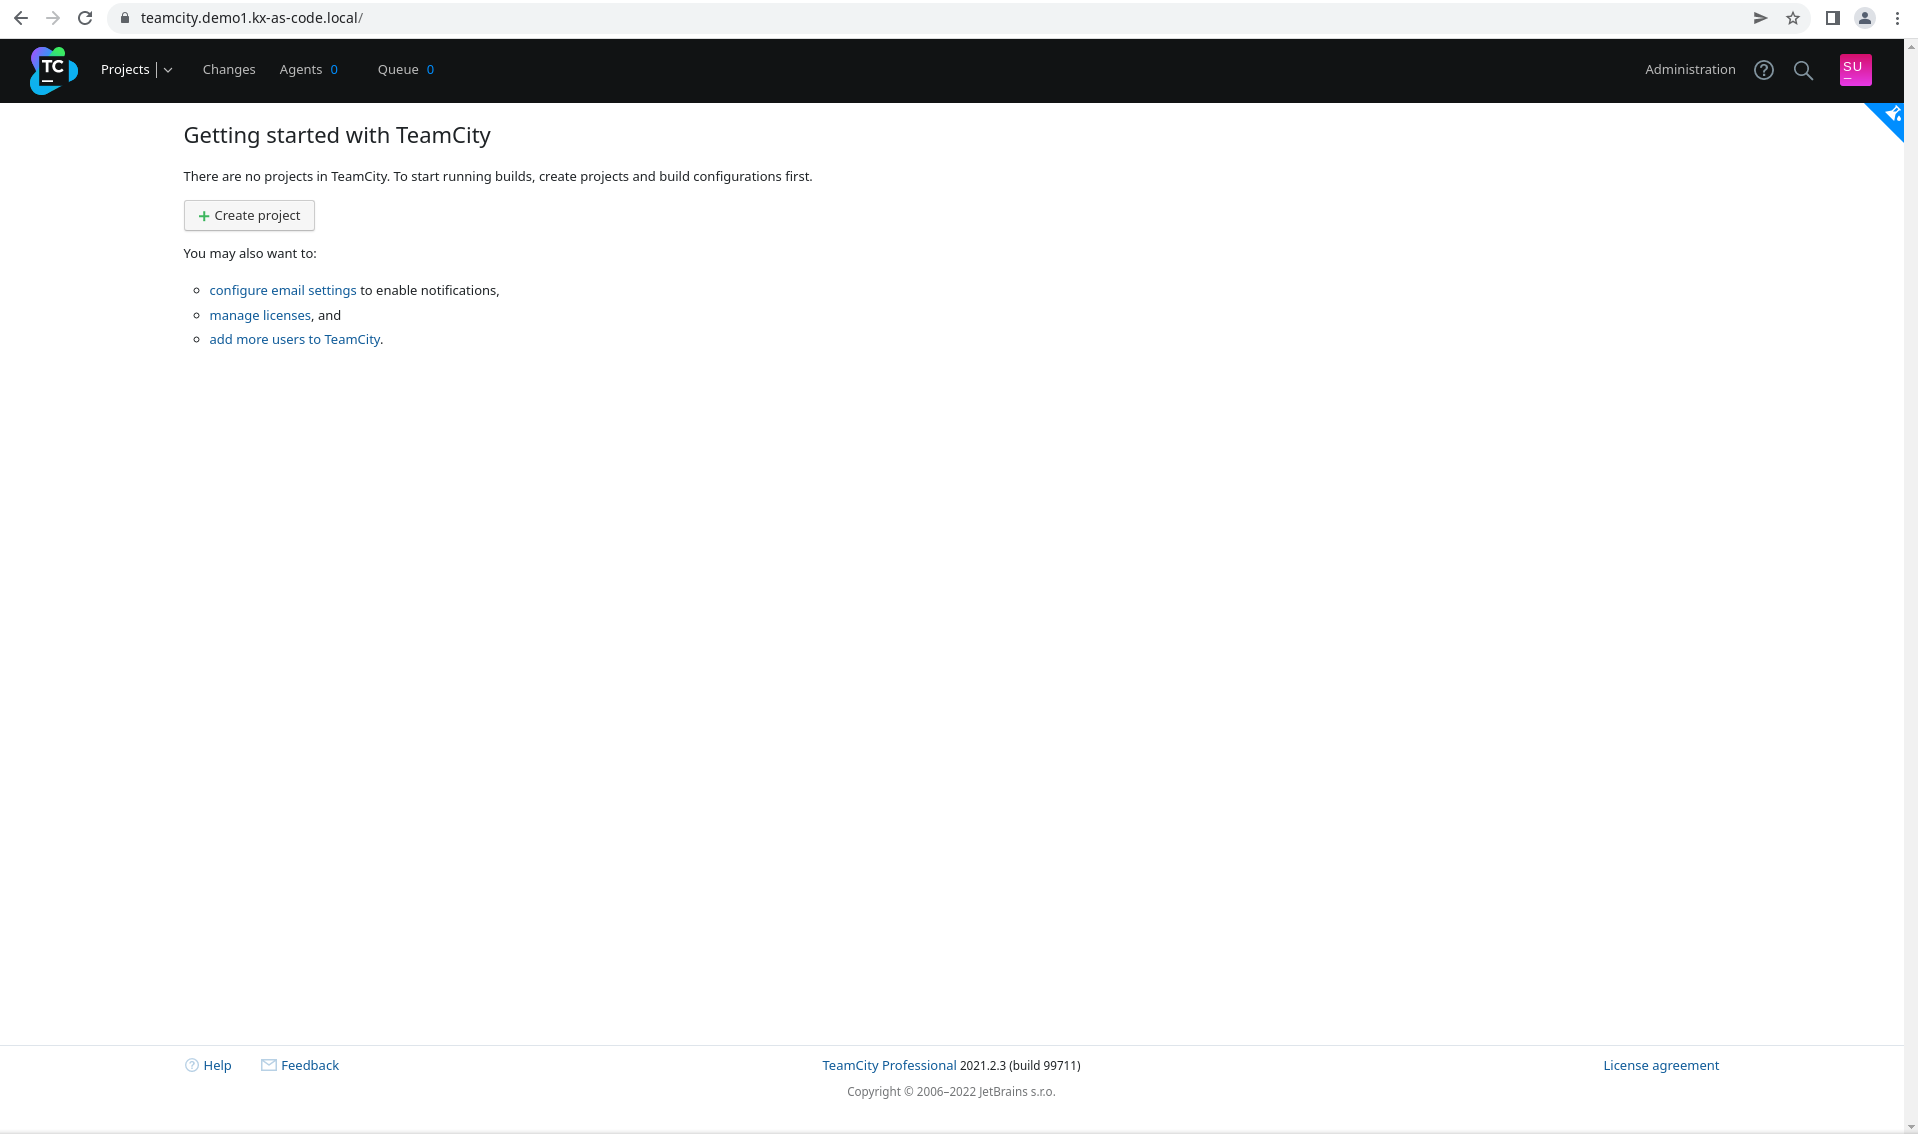 teamcity.demo1.kx-as-code.local/
TC Projects Changes Agents 0 Queue 0 Administration SU
Getting started with TeamCity
There are no projects in TeamCity. To start running builds, create projects and build configurations first.
+ Create project
You may also want to:
configure email settings to enable notifications,
manage licenses, and
add more users to TeamCity.
Help Feedback TeamCity Professional 2021.2.3 (build 99711) License agreement
Copyright © 2006–2022 JetBrains s.r.o.